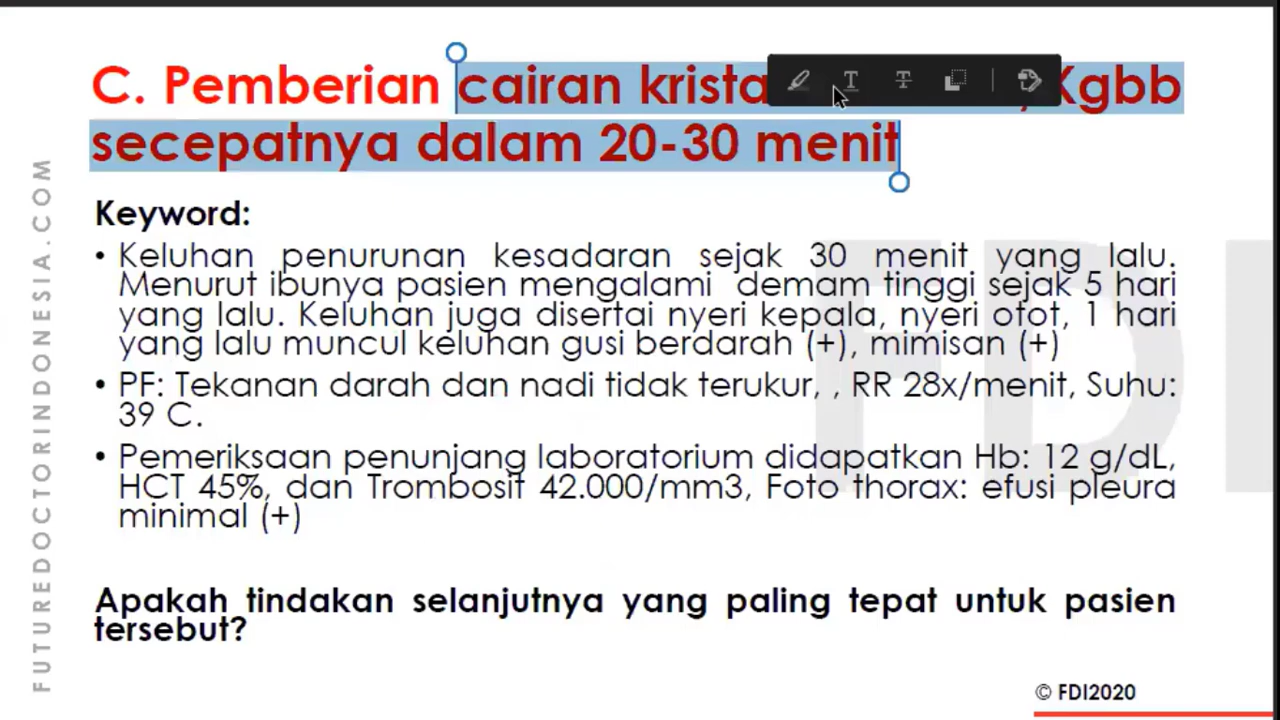 C. Pemberian cairan krista Kgbb
secepatnya dalam 20-30 menit
Keyword:
• Keluhan penurunan kesadaran sejak 30 menit yang lalu.
Menurut ibunya pasien mengalami demam tinggi sejak 5 hari
yang lalu. Keluhan juga disertai nyeri kepala, nyeri otot, 1 hari
yang lalu muncul keluhan gusi berdarah (+), mimisan (+)
• PF: Tekanan darah dan nadi tidak terukur, , RR 28x/menit, Suhu:
39 C.
• Pemeriksaan penunjang laboratorium didapatkan Hb: 12 g/dL,
HCT 45%, dan Trombosit 42.000/mm3, Foto thorax: efusi pleura
minimal (+)
Apakah tindakan selanjutnya yang paling tepat untuk pasien
tersebut?
FUTUREDOCTORINDONESIA.COM
FDI
© FDI2020